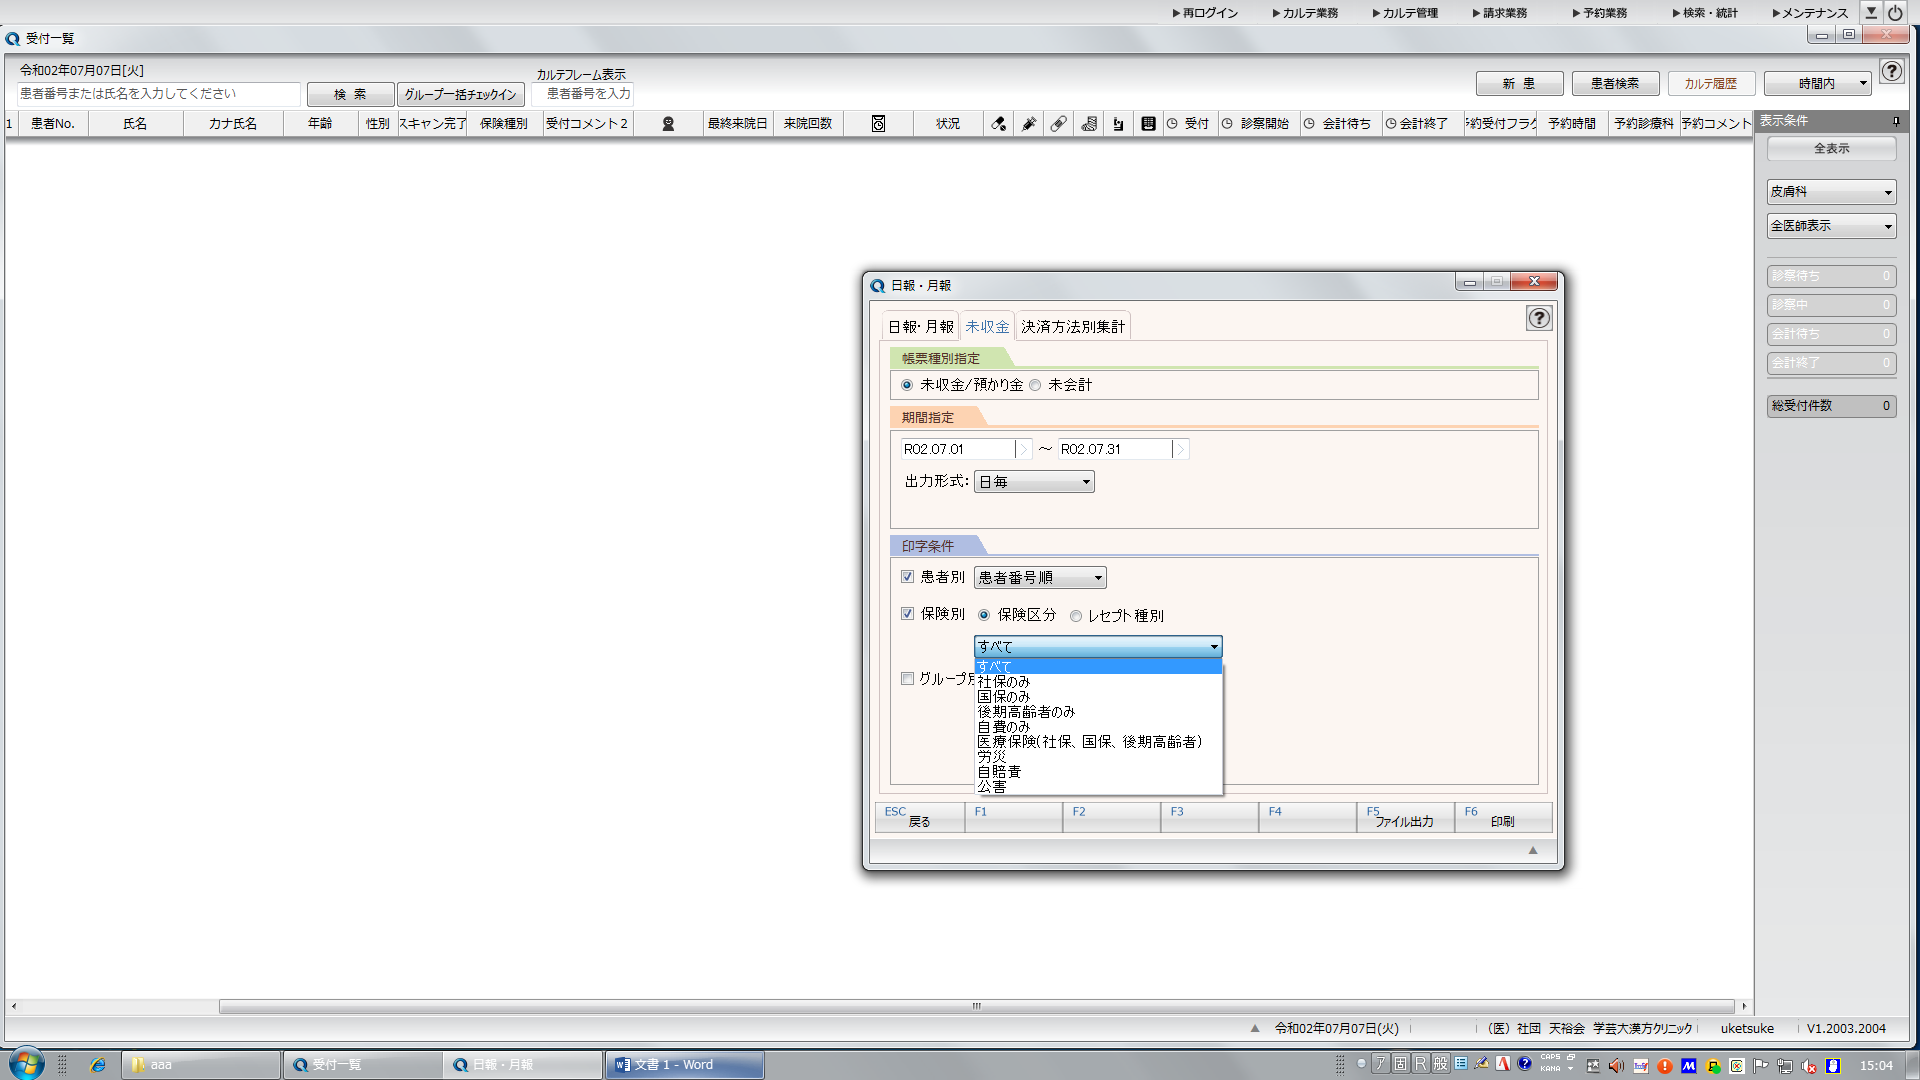 ▶再ログイン ▶カルテ業務 ▶カルテ管理 ▶請求業務 ▶予約業務 ▶検索・統計 ▶メンテナンス
受付一覧
令和02年07月07日[火]
カルテフレーム表示
患者番号または氏名を入力してください 検 索 グループ一括チェックイン 患者番号を入力
新 患 患者検索 カルテ履歴 時間内
1 患者No. 氏名 カナ氏名 年齢 性別 スキャン完了 保険種別 受付コメント2 最終来院日 来院回数 状況 受付 診察開始 会計待ち 会計終了 予約受付フラグ 予約時間 予約診療科 予約コメント
表示条件
全表示
皮膚科
全医師表示
診察待ち 0
診察中 0
会計待ち 0
会計終了 0
総受付件数 0
日報・月報
日報・月報 未収金 決済方法別集計
帳票種別指定
未収金/預かり金 未会計
期間指定
R02.07.01 ～ R02.07.31
出力形式: 日毎
印字条件
患者別 患者番号順
保険別 保険区分 レセプト種別
すべて
すべて
社保のみ
グループ別
国保のみ
後期高齢者のみ
自費のみ
医療保険(社保、国保、後期高齢者)
労災
自賠責
公害
ESC 戻る F1 F2 F3 F4 F5 ファイル出力 F6 印刷
令和02年07月07日(火) （医）社団 天裕会 学芸大漢方クリニック uketsuke V1.2003.2004
aaa 受付一覧 日報・月報 文書 1 - Word
ア 固 R 般 CAPS KANA 15:04